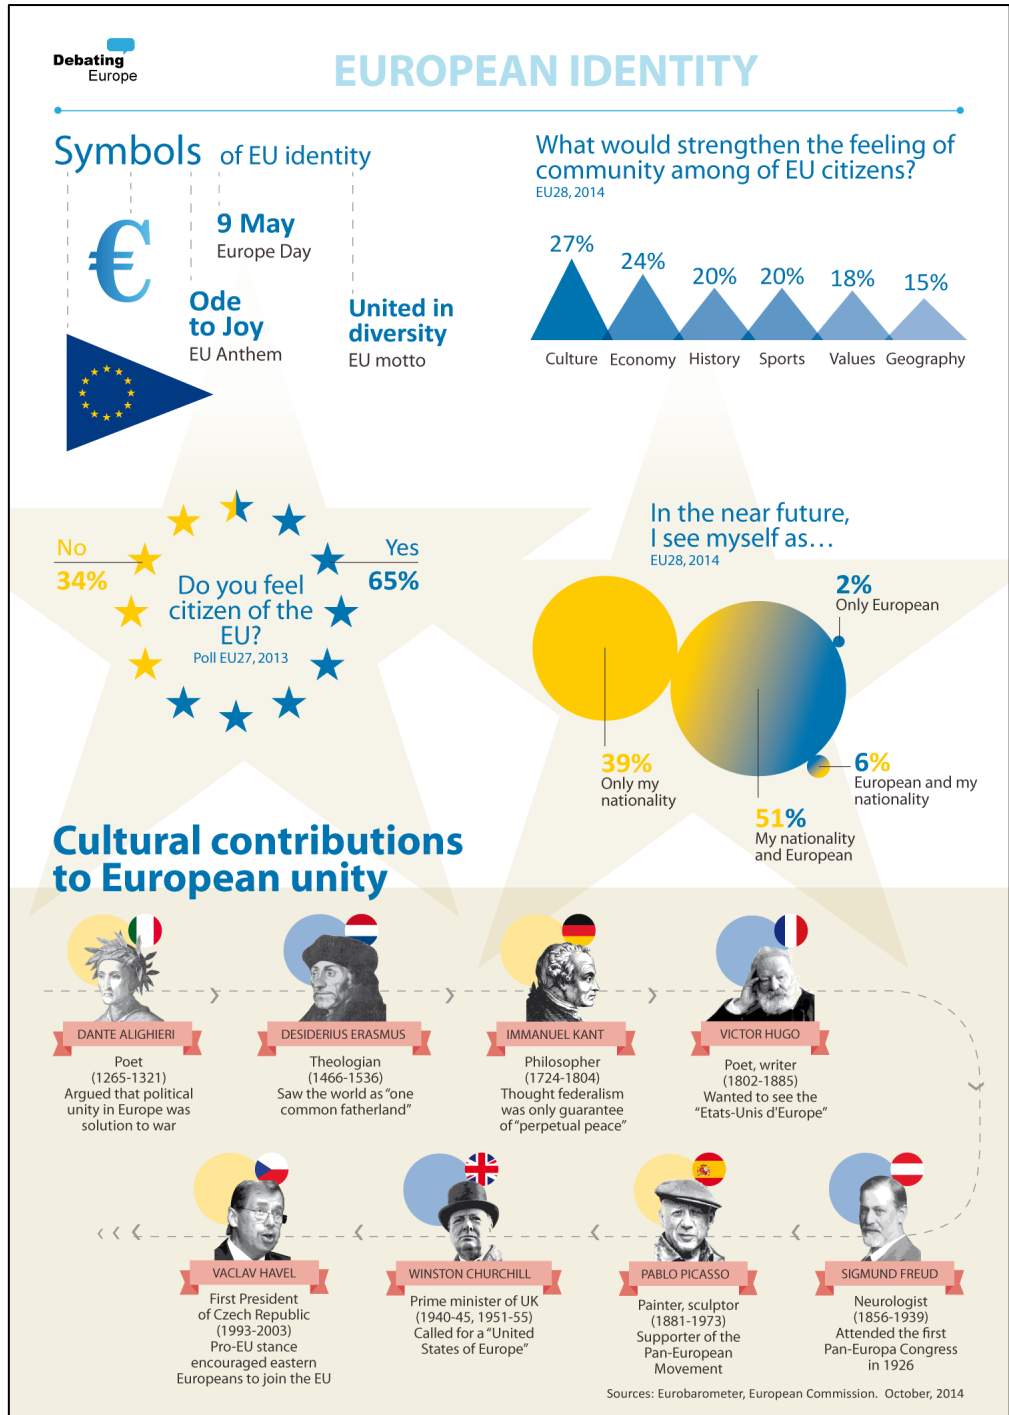 Debating
Europe
EUROPEAN IDENTITY
Symbols of EU identity
€
9 May
Europe Day
Ode
to Joy
EU Anthem
United in
diversity
EU motto
What would strengthen the feeling of
community among of EU citizens?
EU28, 2014
27%
24%
20%
20%
18%
15%
Culture
Economy
History
Sports
Values
Geography
No
34%
Yes
65%
Do you feel
citizen of the
EU?
Poll EU27, 2013
In the near future,
I see myself as...
EU28, 2014
2%
Only European
39%
Only my
nationality
6%
European and my
nationality
51%
My nationality
and European
Cultural contributions
to European unity
DANTE ALIGHIERI
Poet
(1265-1321)
Argued that political
unity in Europe was
solution to war
DESIDERIUS ERASMUS
Theologian
(1466-1536)
Saw the world as "one
common fatherland"
IMMANUEL KANT
Philosopher
(1724-1804)
Thought federalism
was only guarantee
of "perpetual peace"
VICTOR HUGO
Poet, writer
(1802-1885)
Wanted to see the
"Etats-Unis d'Europe"
VACLAV HAVEL
First President
of Czech Republic
(1993-2003)
Pro-EU stance
encouraged eastern
Europeans to join the EU
WINSTON CHURCHILL
Prime minister of UK
(1940-45, 1951-55)
Called for a "United
States of Europe"
PABLO PICASSO
Painter, sculptor
(1881-1973)
Supporter of the
Pan-European
Movement
SIGMUND FREUD
Neurologist
(1856-1939)
Attended the first
Pan-Europa Congress
in 1926
Sources: Eurobarometer, European Commission. October, 2014